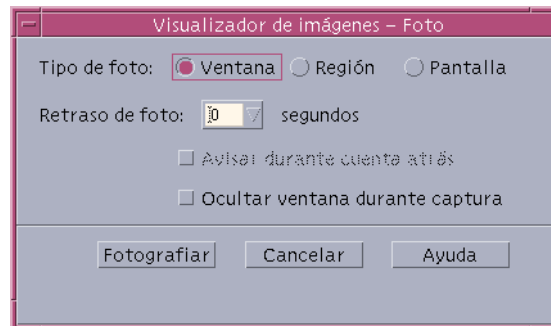 Visualizador de imágenes – Foto
Tipo de foto: Ventana Región Pantalla
Retraso de foto: 0 segundos
Avisar durante cuenta atrás
Ocultar ventana durante captura
Fotografiar Cancelar Ayuda